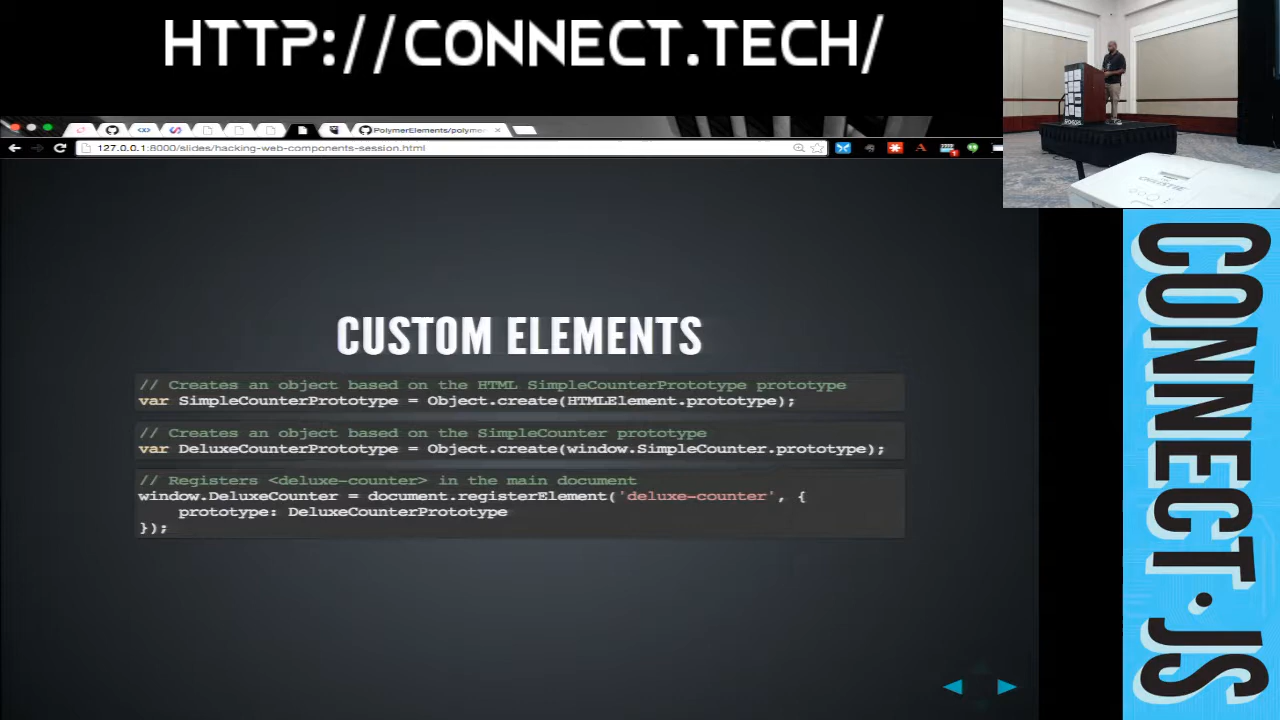 HTTP://CONNECT.TECH/
PolymerElements/polyme
127.0.0.1:8000/slides/hacking-web-components-session.html
CUSTOM ELEMENTS
// Creates an object based on the HTML SimpleCounterPrototype prototype
var SimpleCounterPrototype = Object.create(HTMLElement.prototype);
// Creates an object based on the SimpleCounter prototype
var DeluxeCounterPrototype = Object.create(window.SimpleCounter.prototype);
// Registers <deluxe-counter> in the main document
window.DeluxeCounter = document.registerElement('deluxe-counter', {
prototype: DeluxeCounterPrototype
});
CHRISTIE
CONNECT.JS